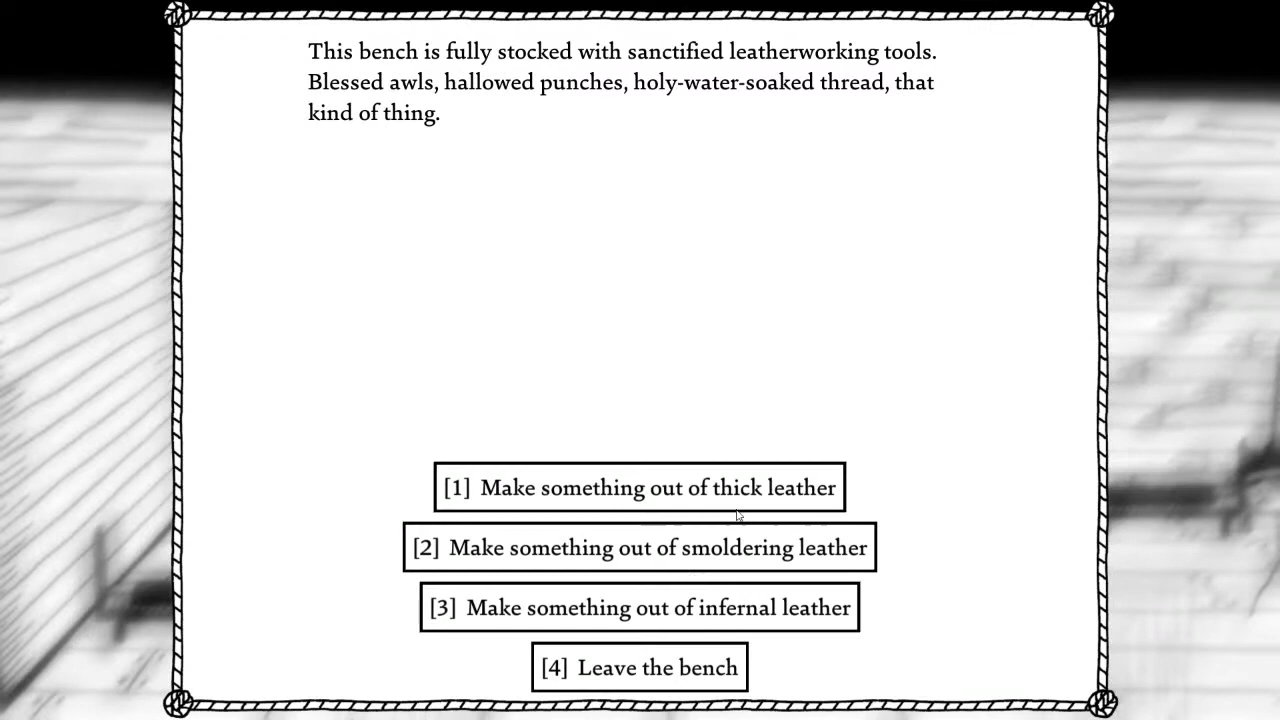 This bench is fully stocked with sanctified leatherworking tools.
Blessed awls, hallowed punches, holy-water-soaked thread, that
kind of thing.
[1] Make something out of thick leather
[2] Make something out of smoldering leather
[3] Make something out of infernal leather
[4] Leave the bench